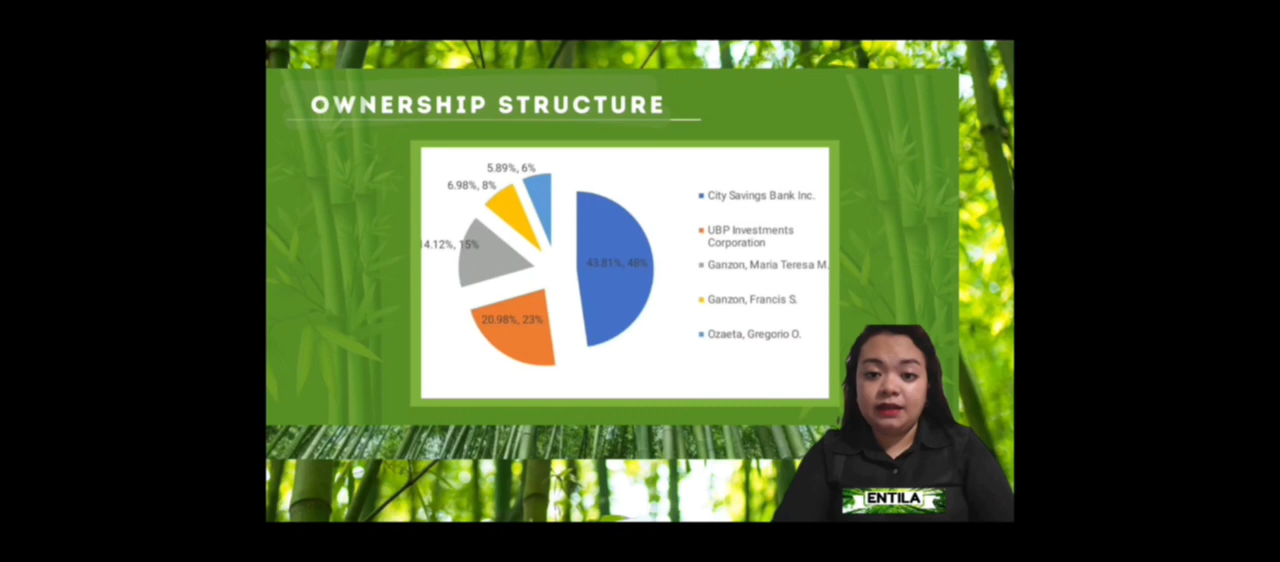 OWNERSHIP STRUCTURE
5.89%, 6%
6.98%, 8%
4.12%, 15%
43.81%, 48%
20.98%, 23%
City Savings Bank Inc.
UBP Investments
Corporation
Ganzon, Maria Teresa M.
Ganzon, Francis S.
Ozaeta, Gregorio O.
ENTILA